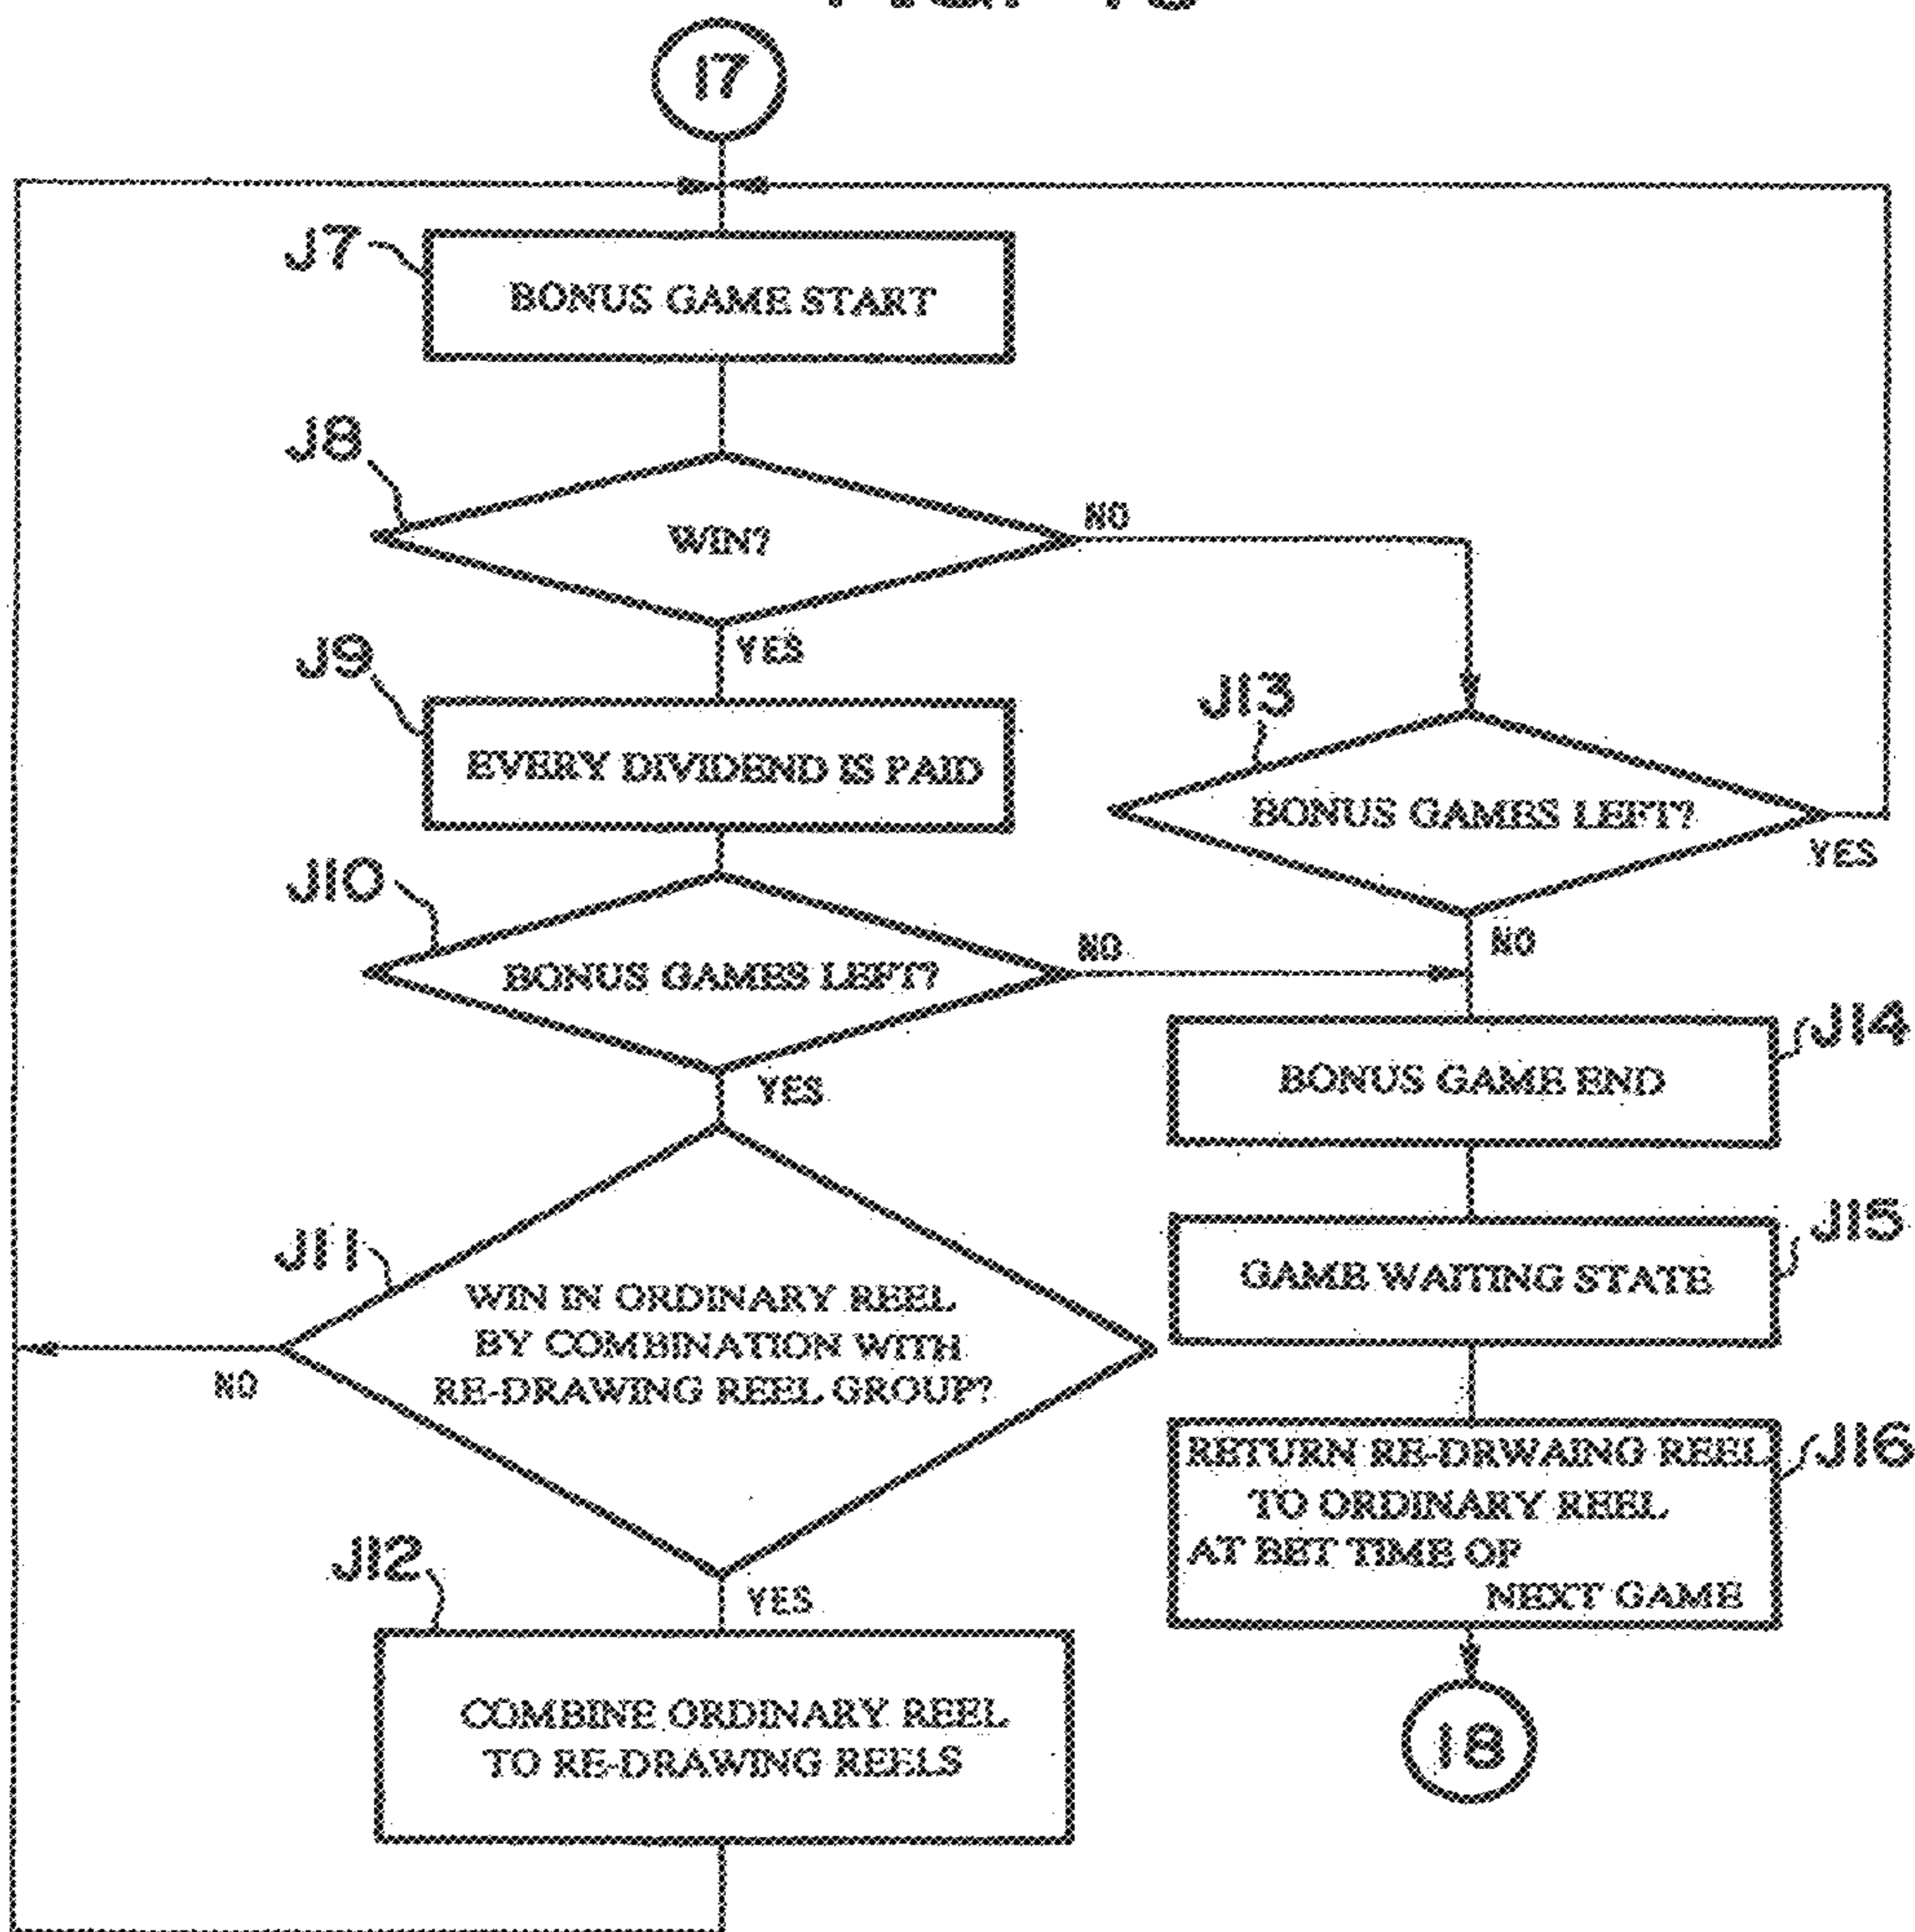 17
J7
BONUS GAME START
J8
WIN?
NO
YES
J9
EVERY DIVIDEND IS PAID
J13
BONUS GAMES LEFT?
YES
NO
J10
BONUS GAMES LEFT?
NO
YES
J14
BONUS GAME END
J11
WIN IN ORDINARY REEL
BY COMBINATION WITH
RE-DRAWING REEL GROUP?
NO
YES
J15
GAME WAITING STATE
J16
RETURN RE-DRWAING REEL
TO ORDINARY REEL
AT BET TIME OF
NEXT GAME
J12
COMBINE ORDINARY REEL
TO RE-DRAWING REELS
18